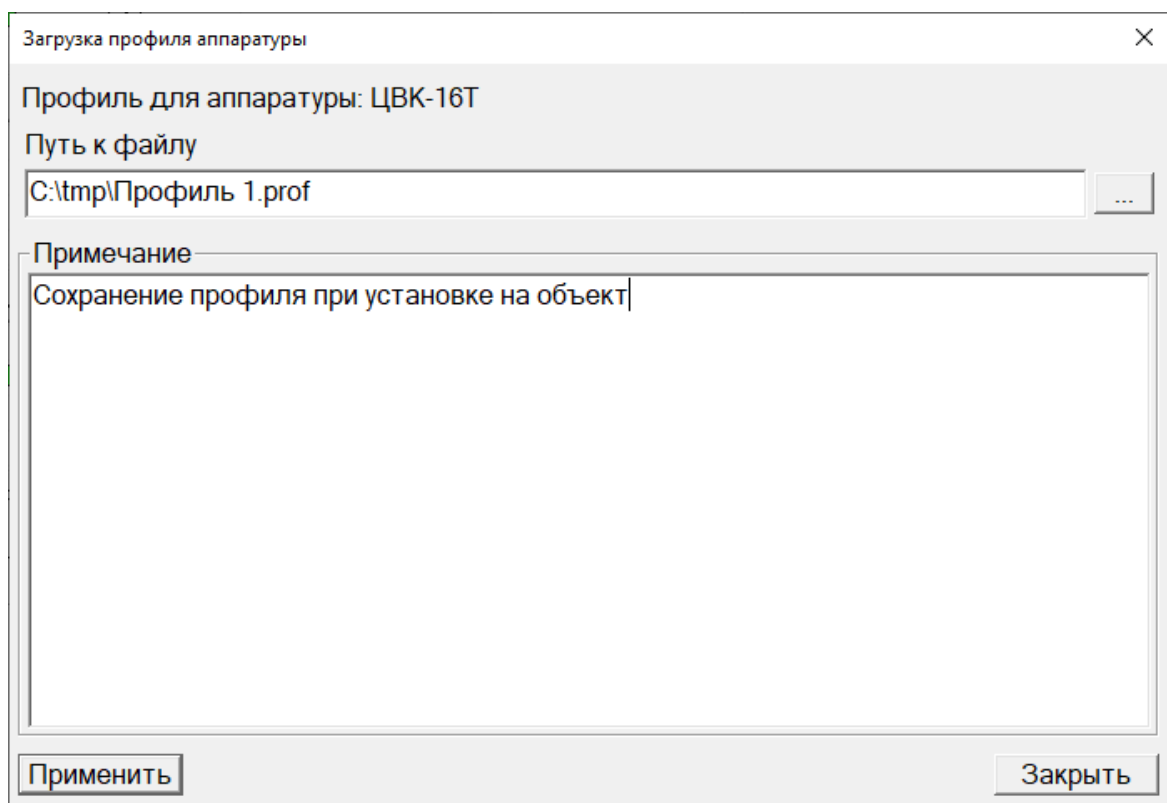 Загрузка профиля аппаратуры
Профиль для аппаратуры: ЦВК-16Т
Путь к файлу
C:\tmp\Профиль 1.prof
...
Примечание
Сохранение профиля при установке на объект
Применить
Закрыть